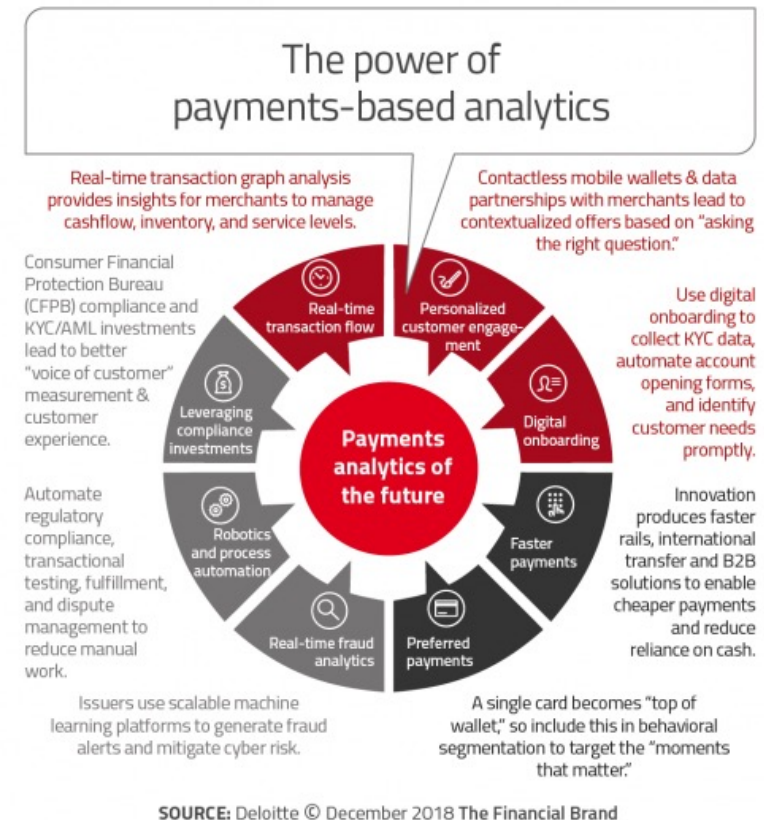 The power of
payments-based analytics
Real-time transaction graph analysis
provides insights for merchants to manage
cashflow, inventory, and service levels.
Contactless mobile wallets & data
partnerships with merchants lead to
contextualized offers based on “asking
the right question.”
Consumer Financial
Protection Bureau
(CFPB) compliance and
KYC/AML investments
lead to better
“voice of customer”
measurement &
customer
experience.
Real-time
transaction flow
Personalized
customer engage-
ment
Use digital
onboarding to
collect KYC data,
automate account
opening forms,
and identify
customer needs
promptly.
Leveraging
compliance
investments
Digital
onboarding
Payments
analytics of
the future
Automate
regulatory
compliance,
transactional
testing, fulfillment,
and dispute
management to
reduce manual
work.
Robotics
and process
automation
Faster
payments
Innovation
produces faster
rails, international
transfer and B2B
solutions to enable
cheaper payments
and reduce
reliance on cash.
Real-time fraud
analytics
Preferred
payments
Issuers use scalable machine
learning platforms to generate fraud
alerts and mitigate cyber risk.
A single card becomes “top of
wallet,” so include this in behavioral
segmentation to target the “moments
that matter.”
SOURCE: Deloitte © December 2018 The Financial Brand